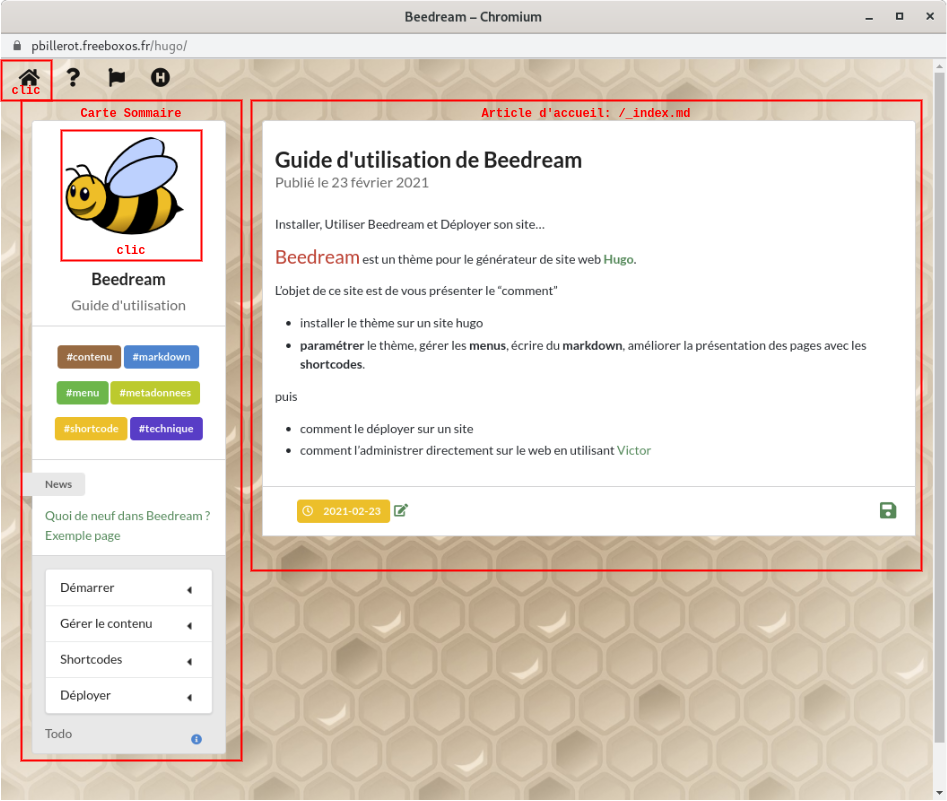 Beedream – Chromium
pbillerot.freeboxos.fr/hugo/
clic
Carte Sommaire
clic
Beedream
Guide d'utilisation
#contenu #markdown
#menu #metadonnees
#shortcode #technique
News
Quoi de neuf dans Beedream ?
Exemple page
Démarrer
Gérer le contenu
Shortcodes
Déployer
Todo
Article d'accueil: /_index.md
Guide d'utilisation de Beedream
Publié le 23 février 2021
Installer, Utiliser Beedream et Déployer son site…
Beedream est un thème pour le générateur de site web Hugo.
L’objet de ce site est de vous présenter le “comment”
• installer le thème sur un site hugo
• paramétrer le thème, gérer les menus, écrire du markdown, améliorer la présentation des pages avec les
shortcodes.
puis
• comment le déployer sur un site
• comment l’administrer directement sur le web en utilisant Victor
2021-02-23